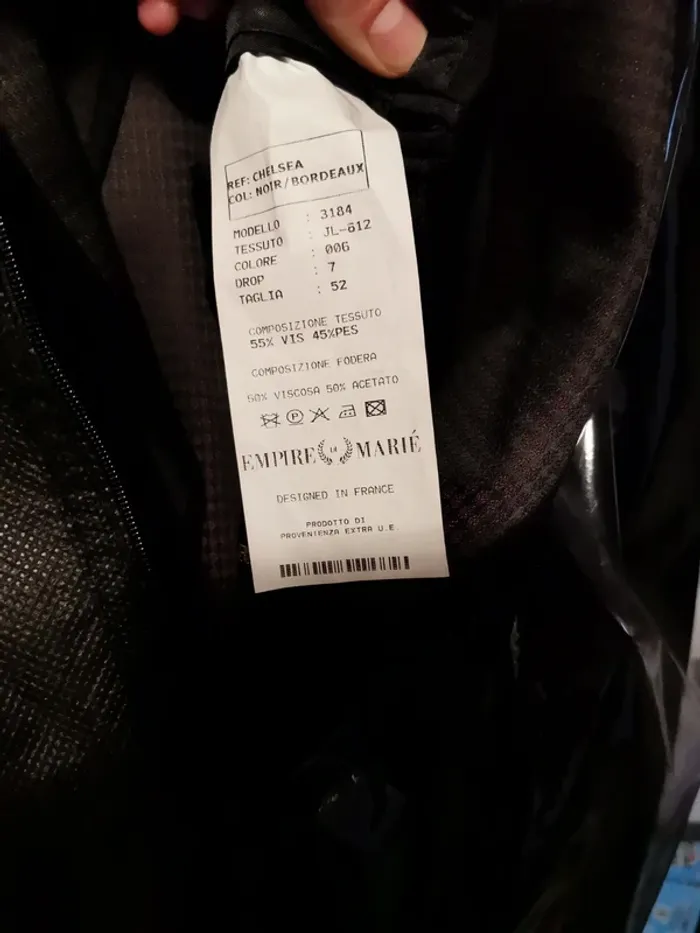 REF: CHELSEA
COL: NOIR/BORDEAUX
MODELLO : 3184
TESSUTO : JL-612
COLORE : 006
DROP : 7
TAGLIA : 52
COMPOSIZIONE TESSUTO
55% VIS 45%PES
COMPOSIZIONE FODERA
50% VISCOSA 50% ACETATO
EMPIRE LE MARIÉ
DESIGNED IN FRANCE
PRODOTTO DI
PROVENIENZA EXTRA U.E.